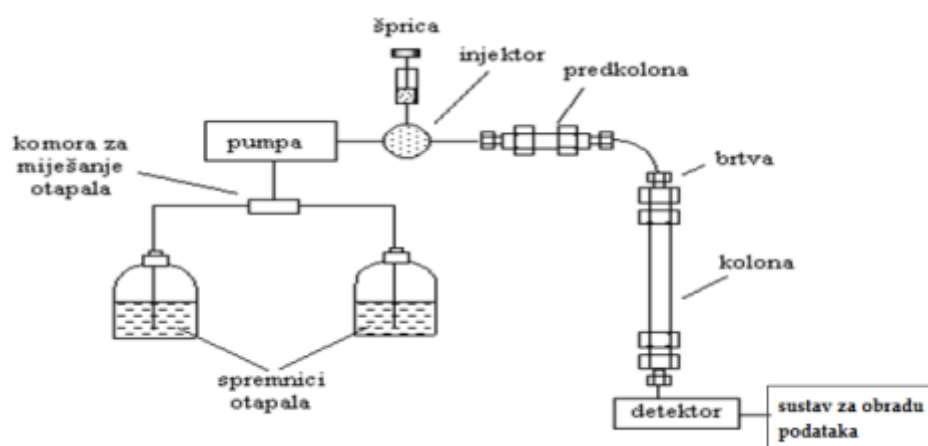 šprica
injektor
predkolona
komora za
miješanje
otapala
pumpa
brtva
kolona
spremnici
otapala
detektor
sustav za obradu
podataka